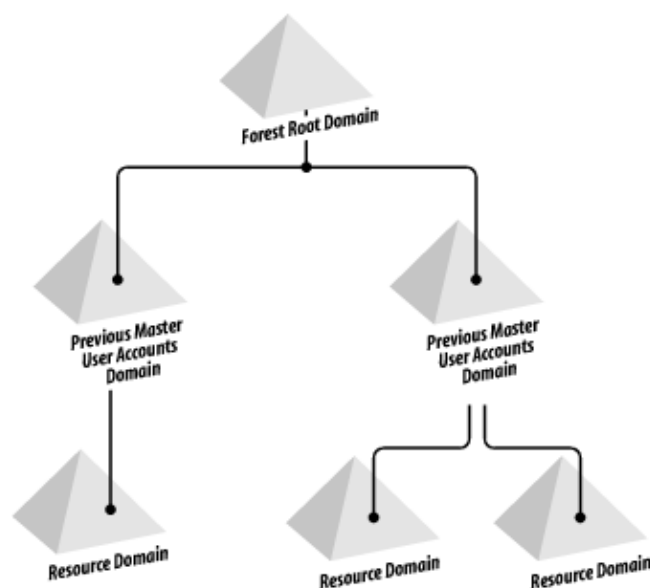 Forest Root Domain
Previous Master
User Accounts
Domain
Previous Master
User Accounts
Domain
Resource Domain
Resource Domain
Resource Domain